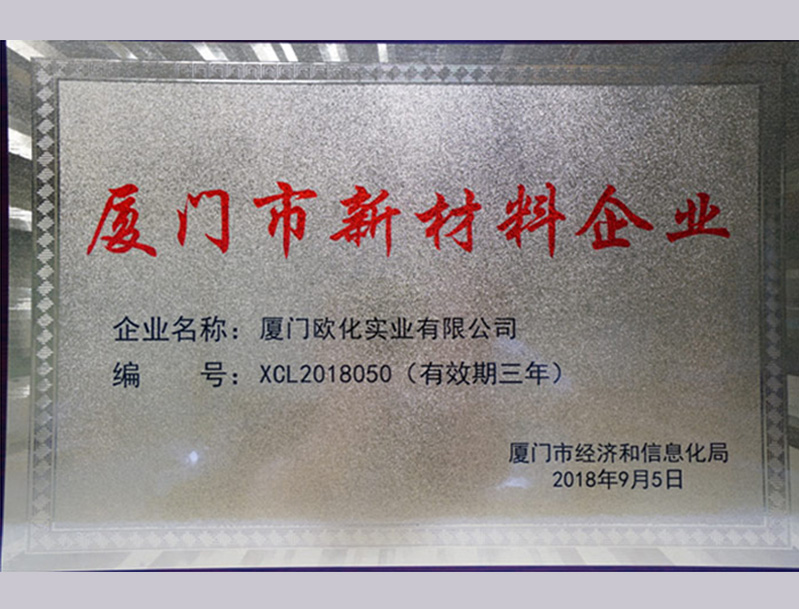 厦门市新材料企业
企业名称：厦门欧化实业有限公司
编　　号：XCL2018050（有效期三年）
厦门市经济和信息化局
2018年9月5日